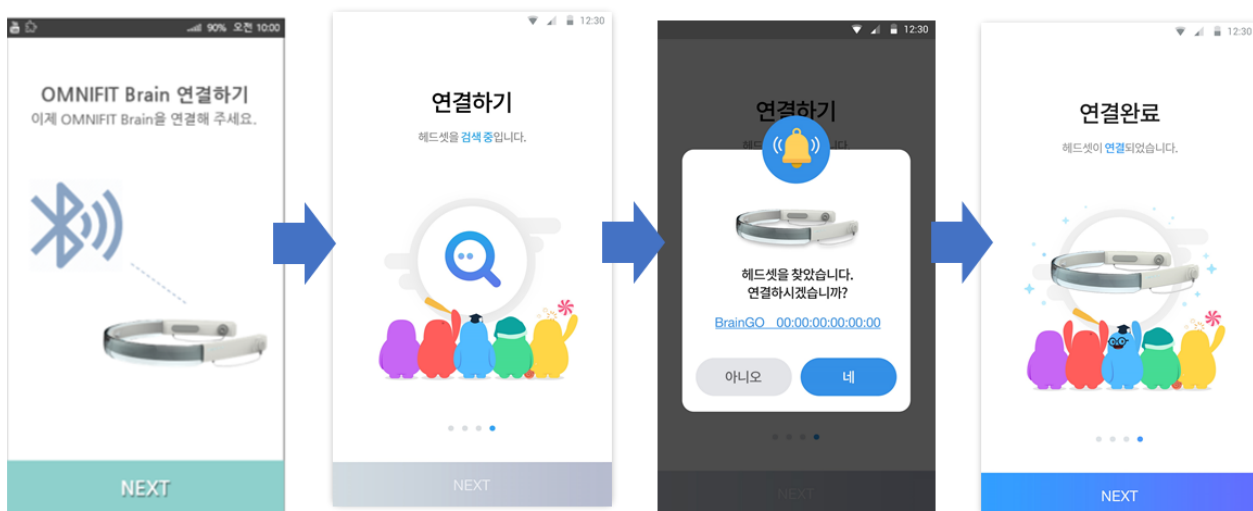 90% 오전 10:00
OMNIFIT Brain 연결하기
이제 OMNIFIT Brain을 연결해 주세요.
NEXT
12:30
연결하기
헤드셋을 검색 중입니다.
NEXT
12:30
연결하기
헤드셋을 찾았습니다.
연결하시겠습니까?
BrainGO 00:00:00:00:00:00
아니오
네
NEXT
12:30
연결완료
헤드셋이 연결되었습니다.
NEXT